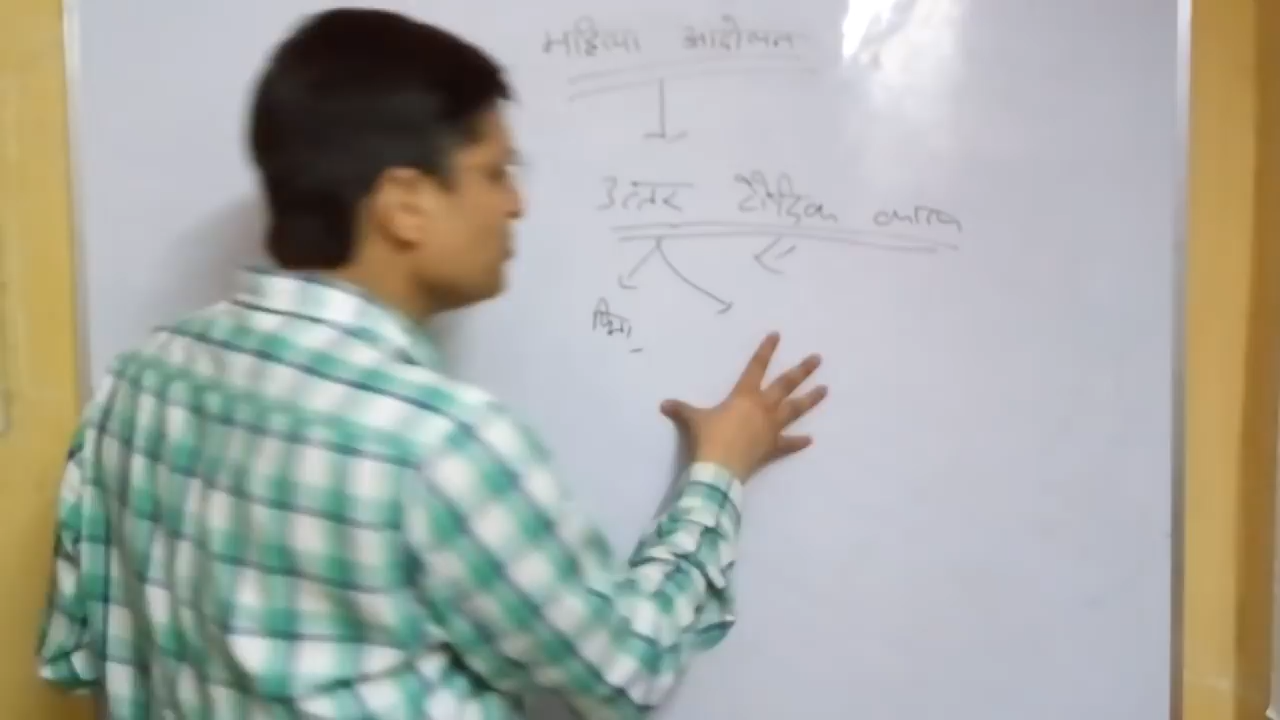 महिला आंदोलन
उत्तर वैदिक काल